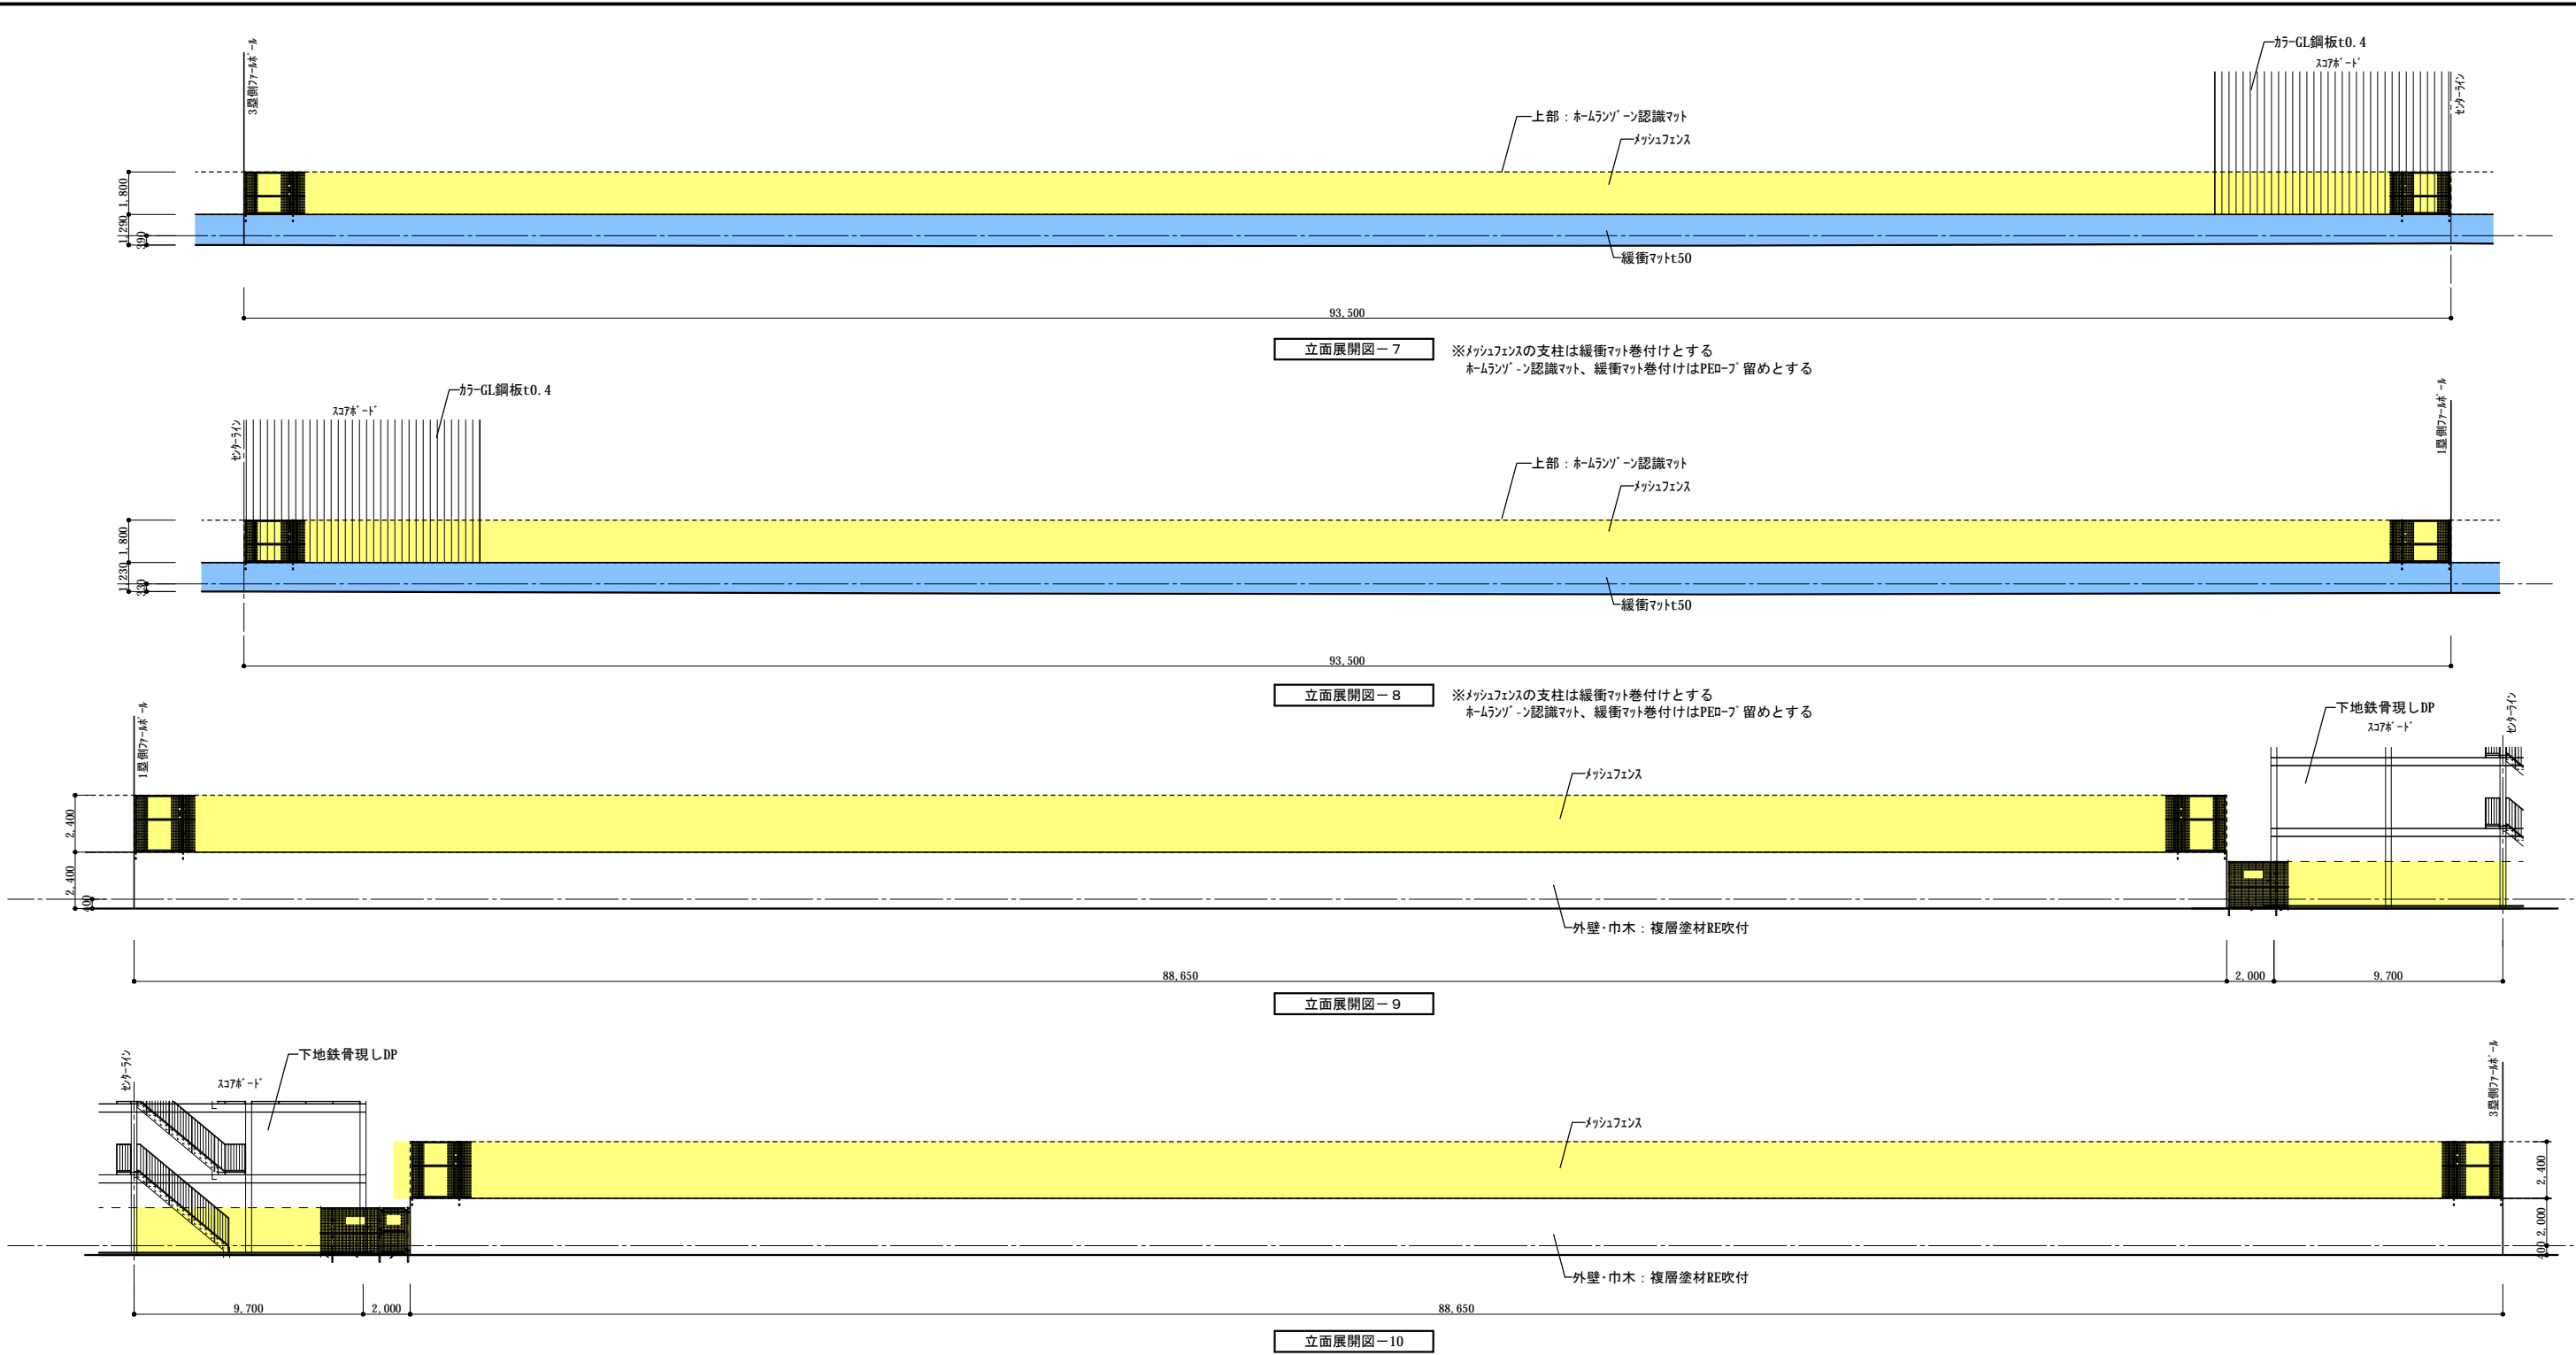 3塁側ファールポール
カラーGL鋼板t0.4
スコアボード
センターライン
上部：ホームランゾーン認識マット
メッシュフェンス
1,800
1,290
390
緩衝マットt50
93,500
立面展開図－7
※メッシュフェンスの支柱は緩衝マット巻付けとする
ホームランゾーン認識マット、緩衝マット巻付けはPEロープ留めとする
カラーGL鋼板t0.4
スコアボード
センターライン
1塁側ファールポール
上部：ホームランゾーン認識マット
メッシュフェンス
1,800
1,230
330
緩衝マットt50
93,500
立面展開図－8
※メッシュフェンスの支柱は緩衝マット巻付けとする
ホームランゾーン認識マット、緩衝マット巻付けはPEロープ留めとする
1塁側ファールポール
下地鉄骨現しDP
スコアボード
センターライン
メッシュフェンス
2,400
2,400
400
外壁・巾木：複層塗材RE吹付
88,650
2,000
9,700
立面展開図－9
センターライン
スコアボード
下地鉄骨現しDP
3塁側ファールポール
メッシュフェンス
2,400
2,000
400
外壁・巾木：複層塗材RE吹付
9,700
2,000
88,650
立面展開図－10